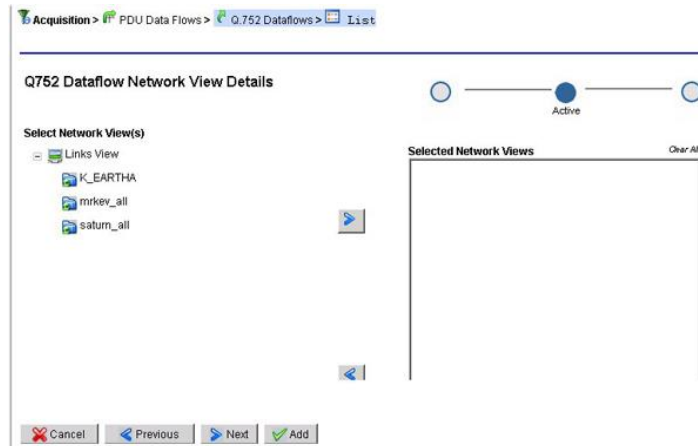 Acquisition > PDU Data Flows > Q.752 Dataflows > List
Q752 Dataflow Network View Details
Active
Select Network View(s)
Links View
K_EARTHA
mrkev_all
saturn_all
Selected Network Views
Clear Al
Cancel
Previous
Next
Add